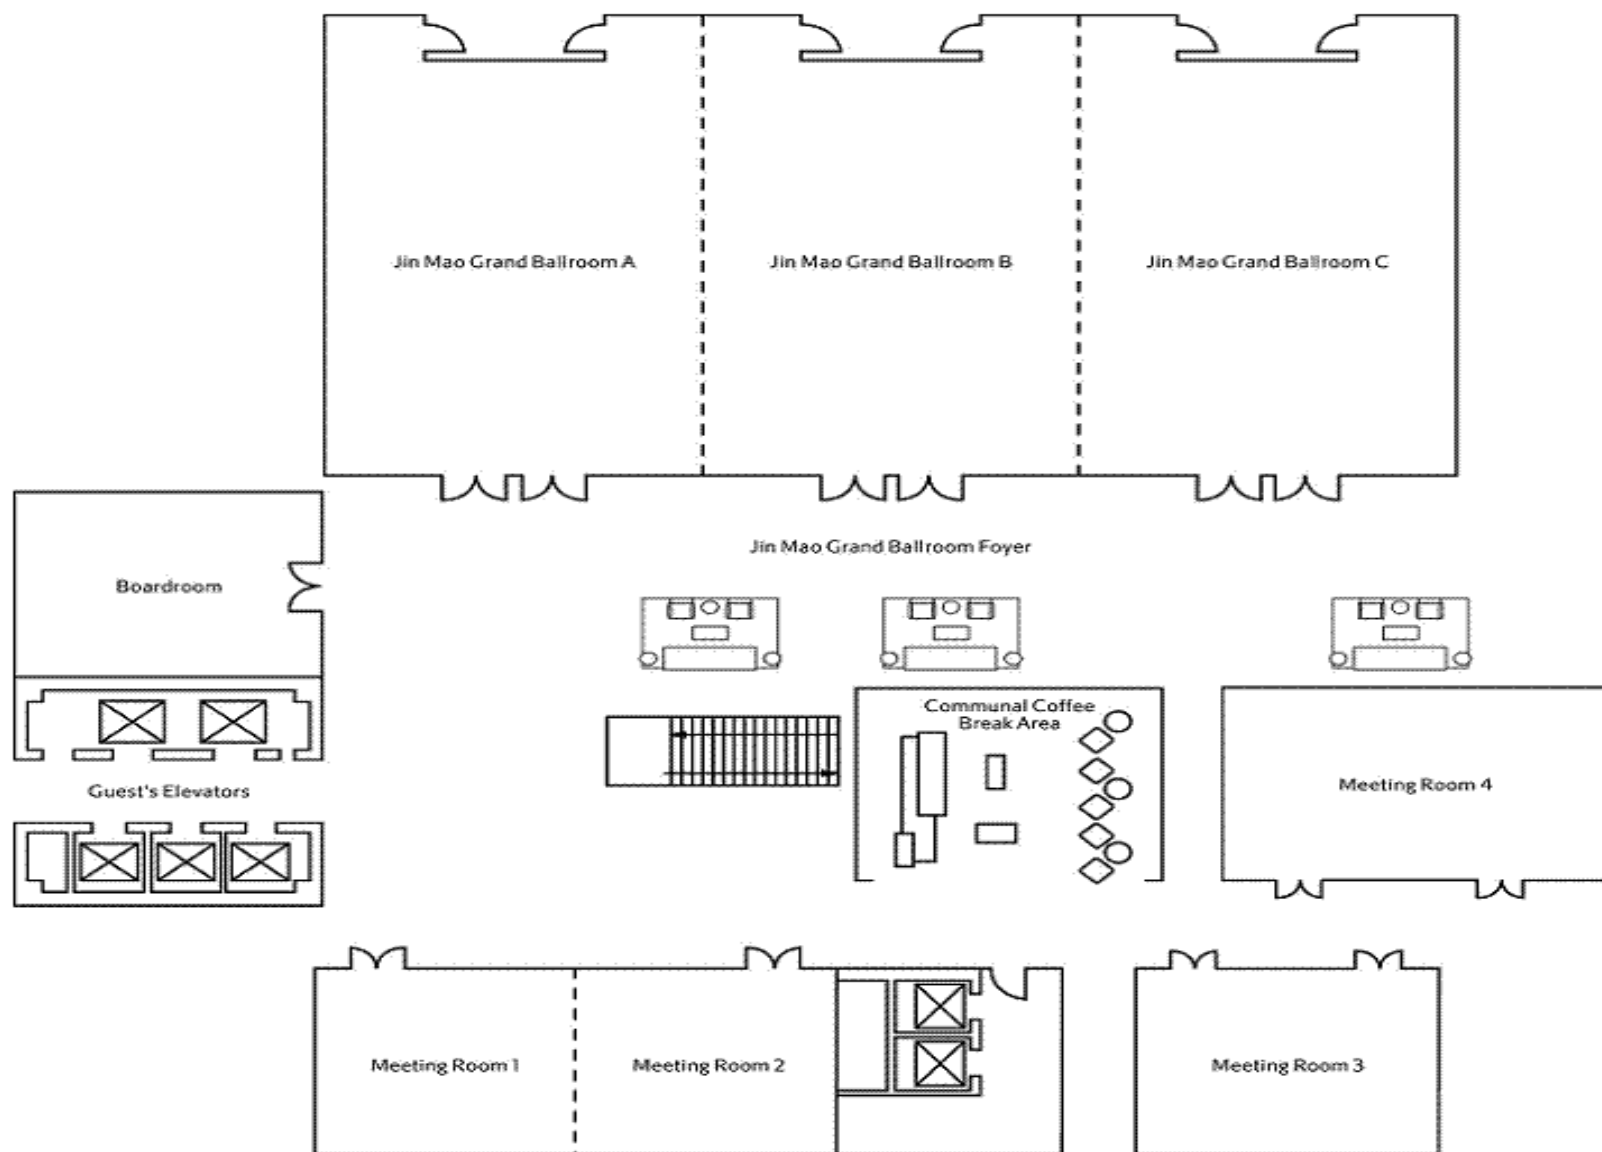 Jin Mao Grand Ballroom A
Jin Mao Grand Ballroom B
Jin Mao Grand Ballroom C
Jin Mao Grand Ballroom Foyer
Boardroom
Communal Coffee
Break Area
Guest's Elevators
Meeting Room 4
Meeting Room 1
Meeting Room 2
Meeting Room 3